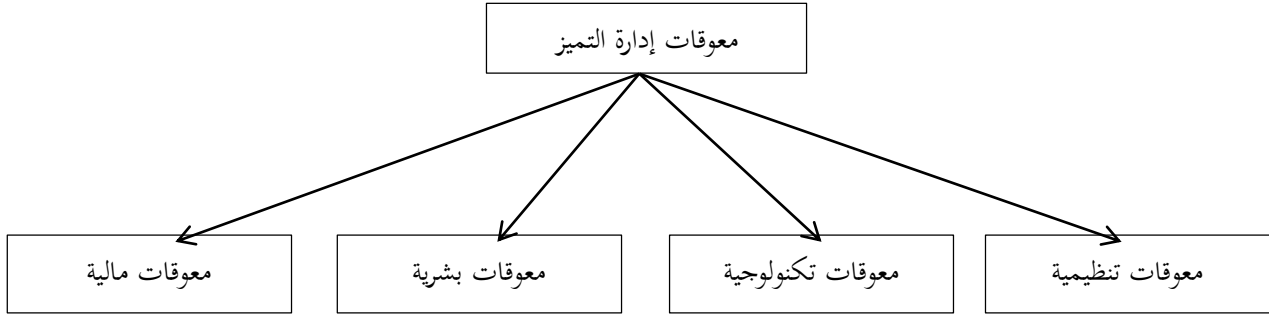 معوقات إدارة التميز
معوقات تنظيمية
معوقات تكنولوجية
معوقات بشرية
معوقات مالية